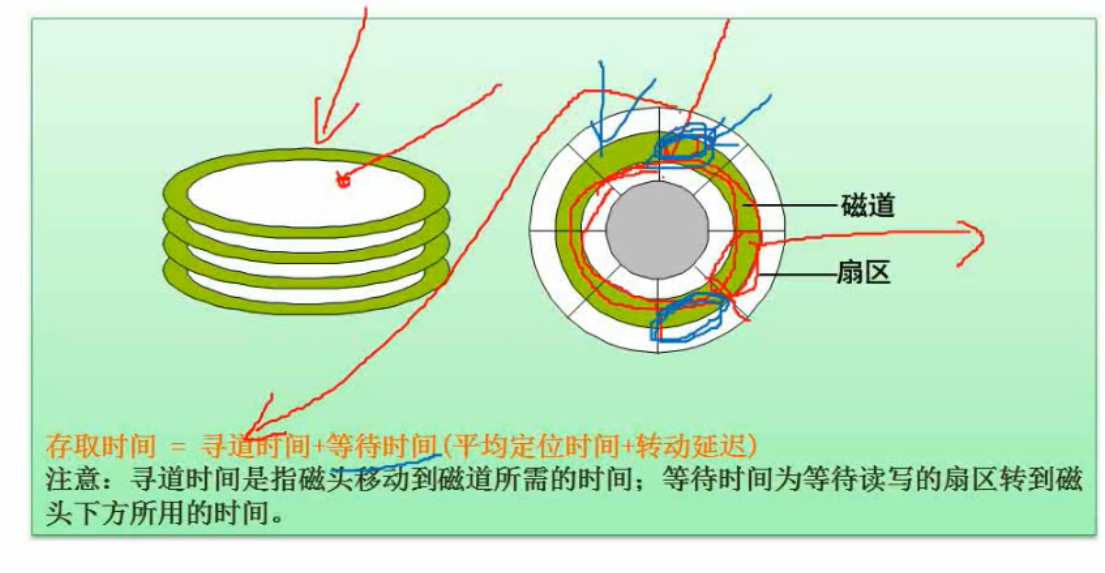 磁道
扇区
存取时间 = 寻道时间+等待时间(平均定位时间+转动延迟)
注意：寻道时间是指磁头移动到磁道所需的时间；等待时间为等待读写的扇区转到磁
头下方所用的时间。